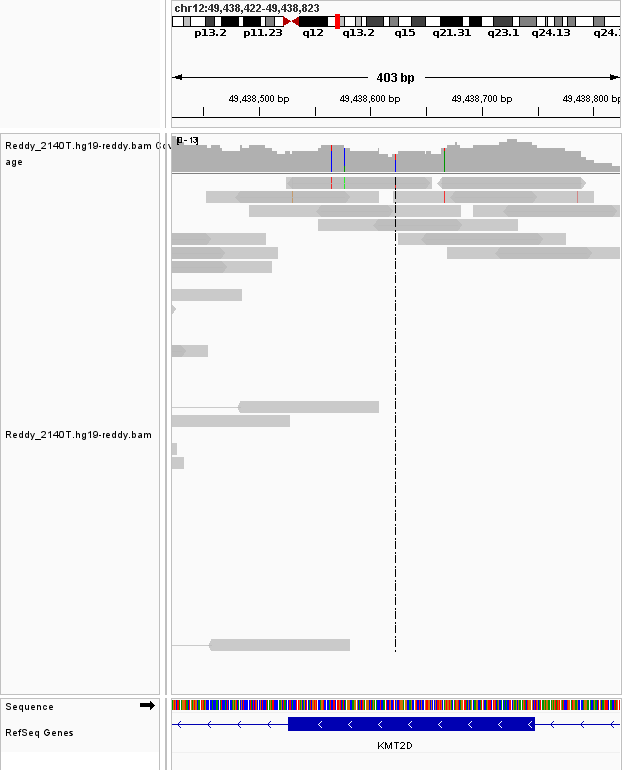 chr12:49,438,422-49,438,823
p13.2 p11.23 q12 q13.2 q15 q21.31 q23.1 q24.13 q24.
403 bp
49,438,500 bp 49,438,600 bp 49,438,700 bp 49,438,800 bp
[0 - 13]
Reddy_2140T.hg19-reddy.bam Cov
age
Reddy_2140T.hg19-reddy.bam
Sequence
RefSeq Genes
KMT2D